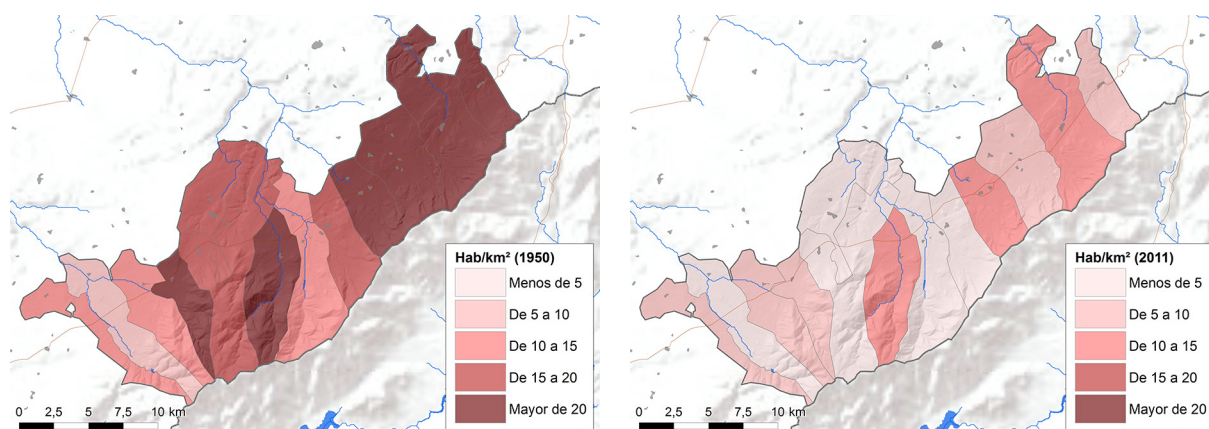 Hab/km² (1950)
Menos de 5
De 5 a 10
De 10 a 15
De 15 a 20
Mayor de 20
0 2,5 5 7,5 10 km
Hab/km² (2011)
Menos de 5
De 5 a 10
De 10 a 15
De 15 a 20
Mayor de 20
0 2,5 5 7,5 10 km